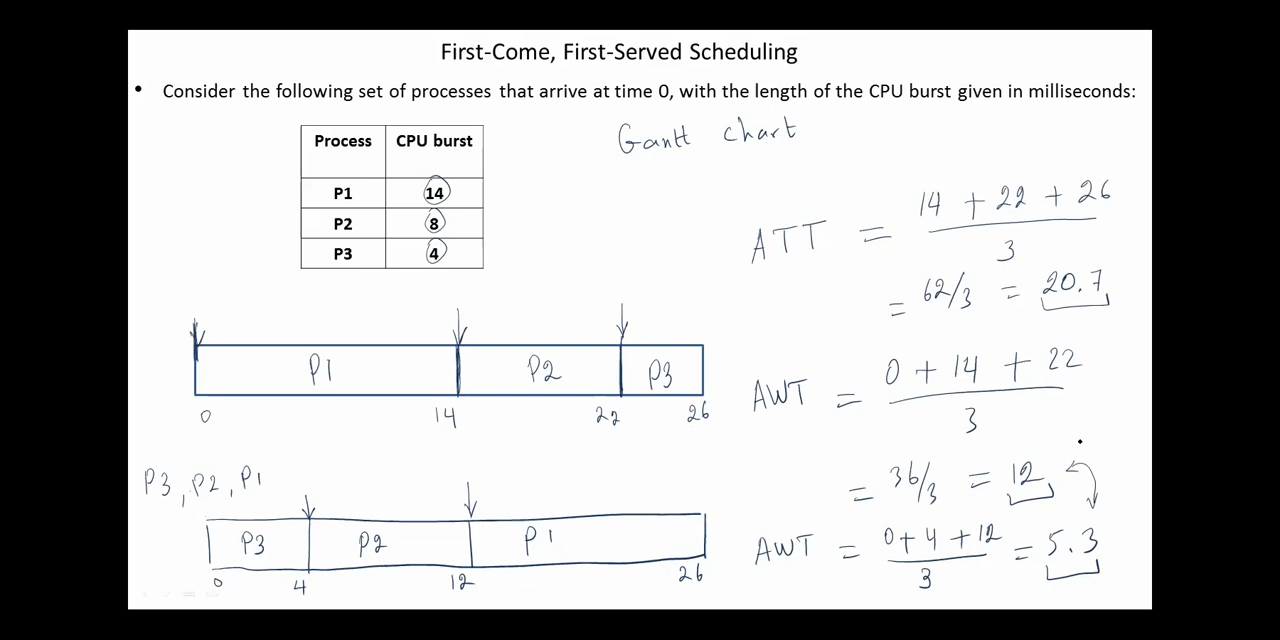 First-Come, First-Served Scheduling
• Consider the following set of processes that arrive at time 0, with the length of the CPU burst given in milliseconds:
Process CPU burst
P1 14
P2 8
P3 4
Gantt chart
ATT = 14 + 22 + 26
3
= 62/3 = 20.7
P1 P2 P3
0 14 22 26
AWT = 0 + 14 + 22
3
= 36/3 = 12
P3, P2, P1
P3 P2 P1
0 4 12 26
AWT = 0 + 4 + 12 = 5.3
3